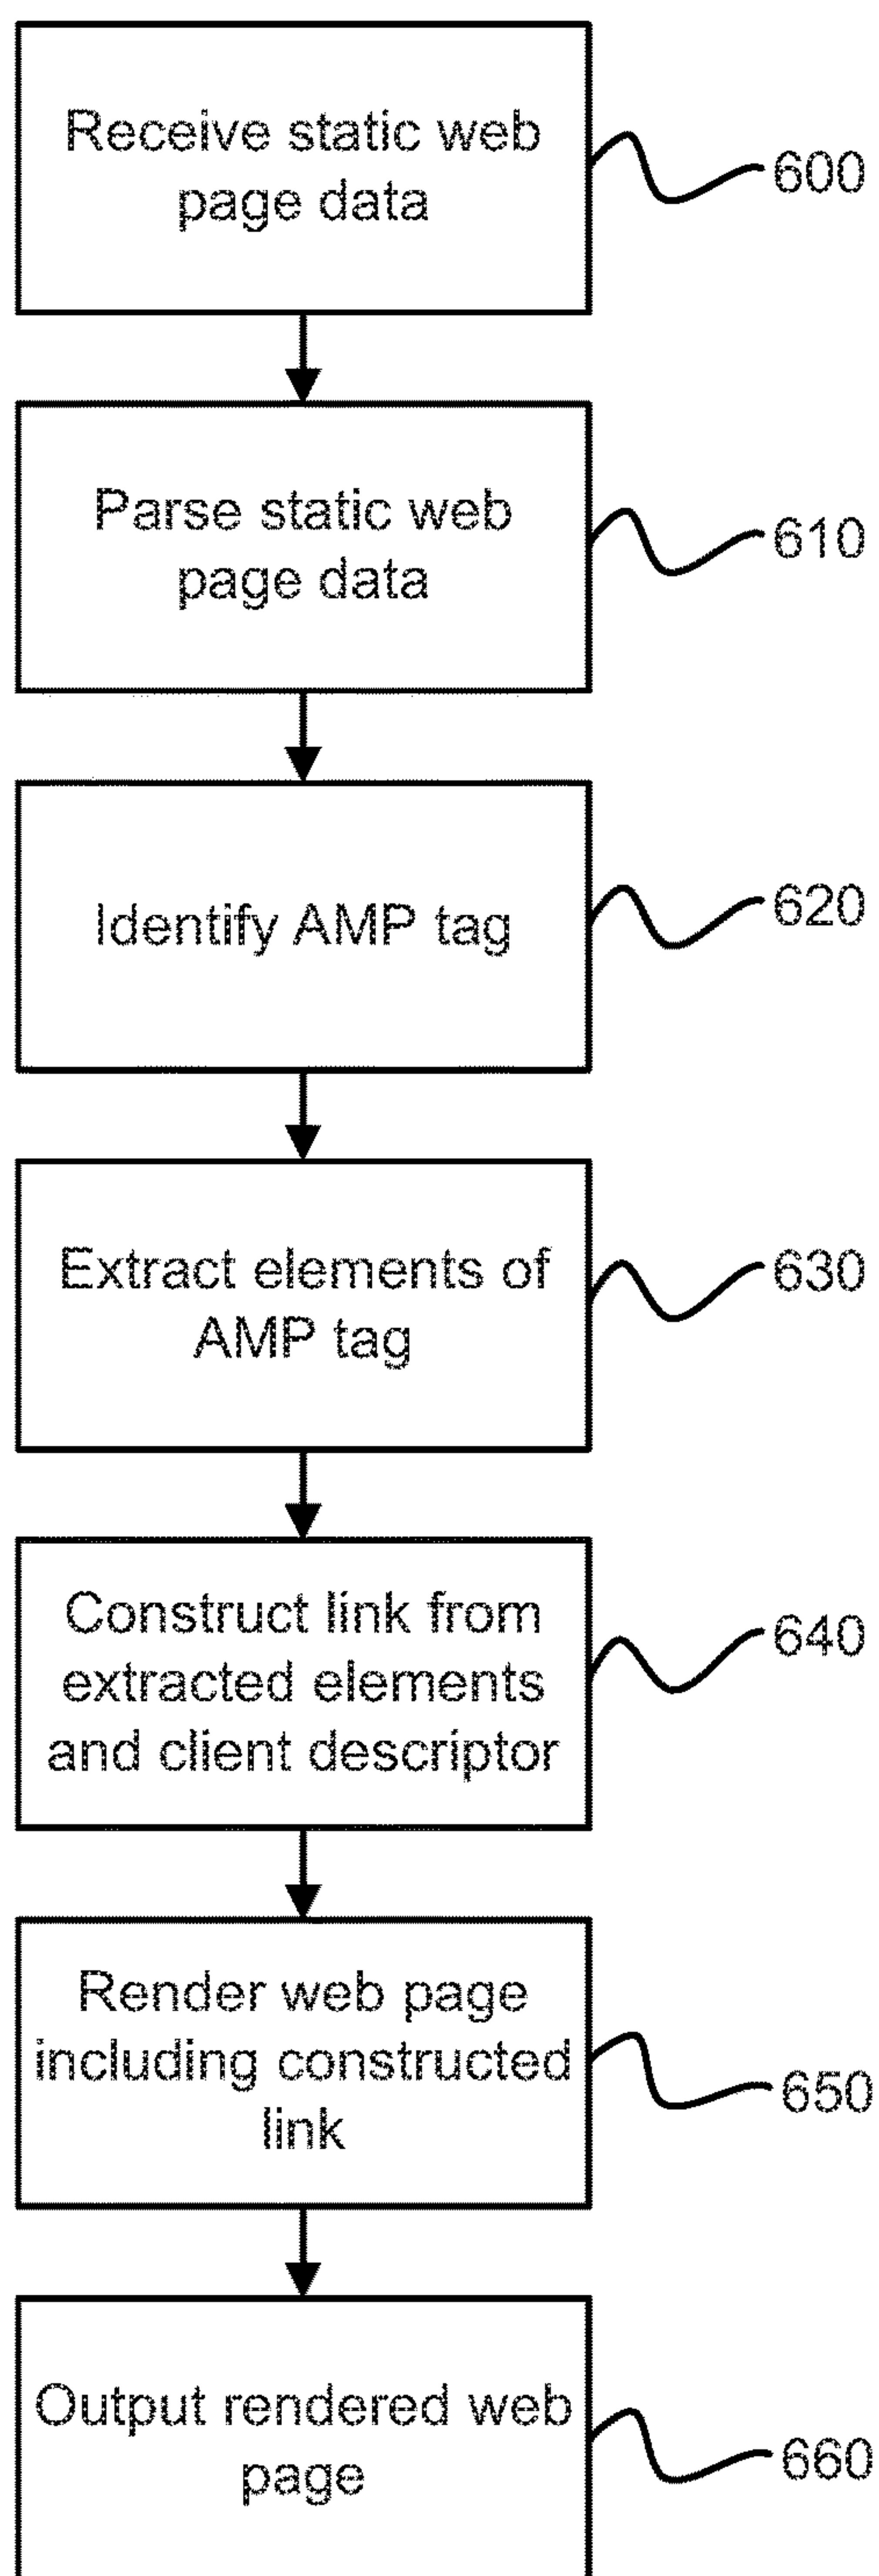 Receive static web
page data
600
Parse static web
page data
610
Identify AMP tag
620
Extract elements of
AMP tag
630
Construct link from
extracted elements
and client descriptor
640
Render web page
including constructed
link
650
Output rendered web
page
660